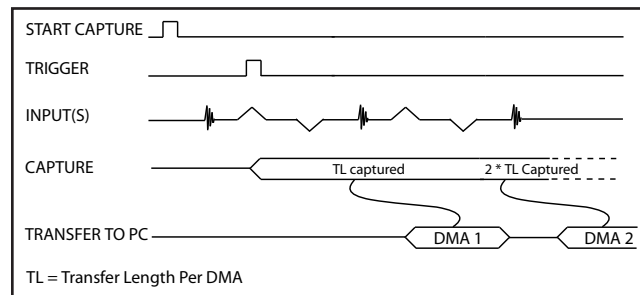 START CAPTURE
TRIGGER
INPUT(S)
CAPTURE
TL captured
2 * TL Captured
TRANSFER TO PC
DMA 1
DMA 2
TL = Transfer Length Per DMA